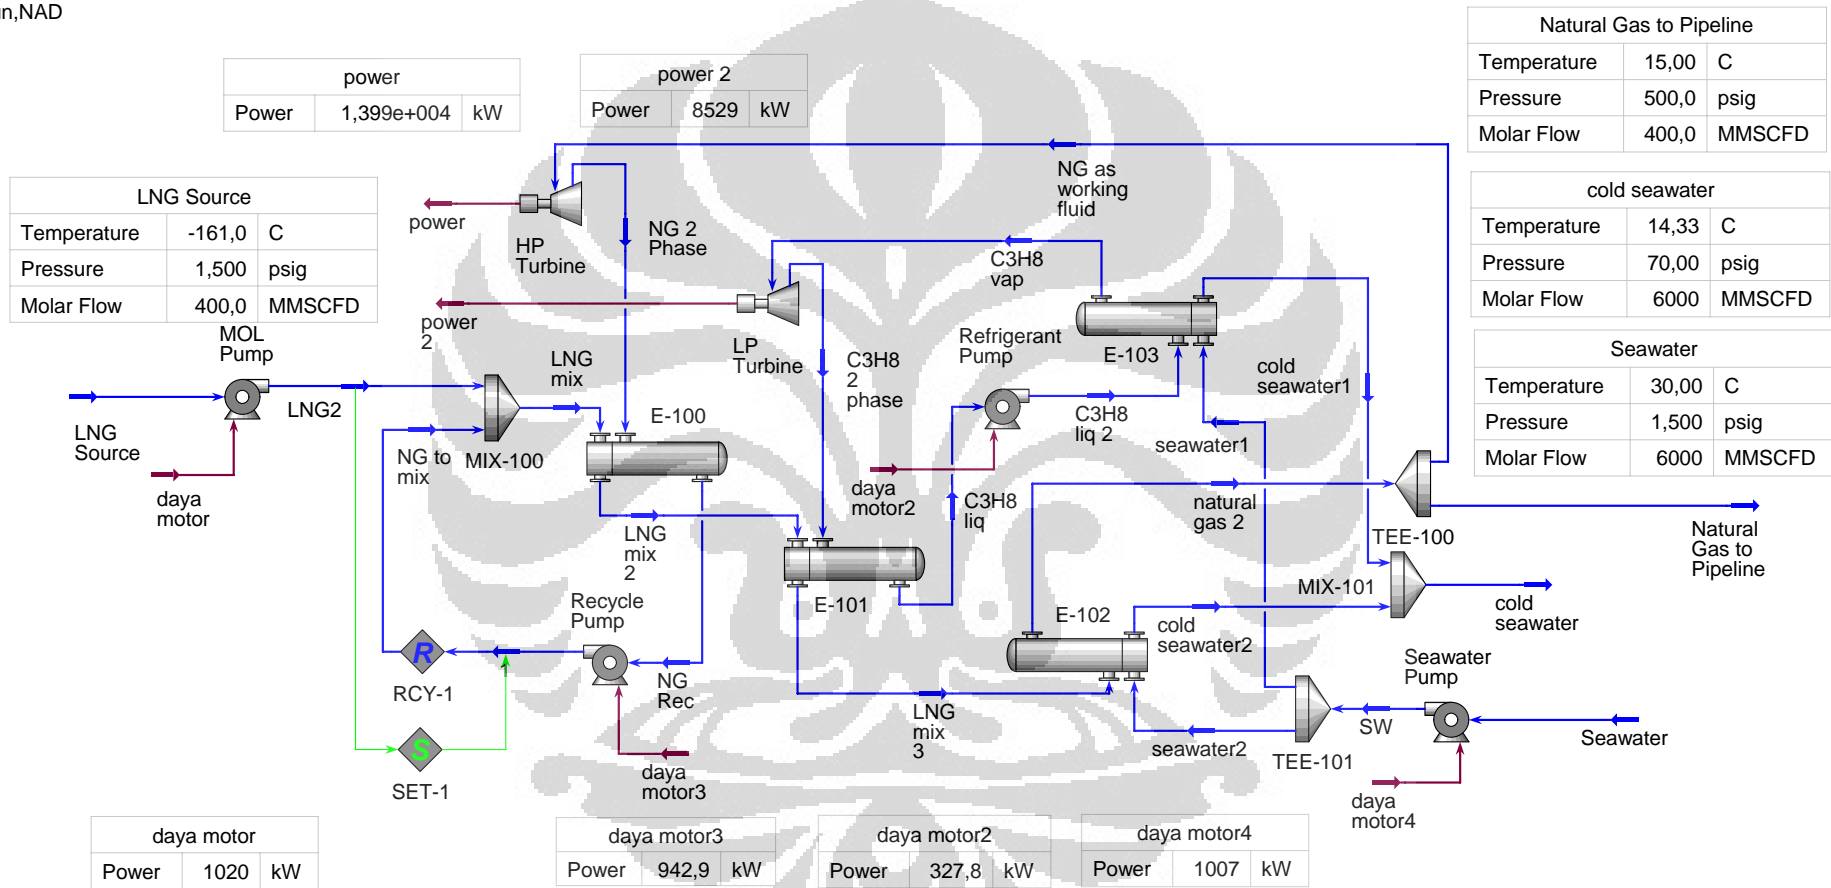 un,NAD
power
Power 1,399e+004 kW
power 2
Power 8529 kW
Natural Gas to Pipeline
Temperature 15,00 C
Pressure 500,0 psig
Molar Flow 400,0 MMSCFD
LNG Source
Temperature -161,0 C
Pressure 1,500 psig
Molar Flow 400,0 MMSCFD
cold seawater
Temperature 14,33 C
Pressure 70,00 psig
Molar Flow 6000 MMSCFD
Seawater
Temperature 30,00 C
Pressure 1,500 psig
Molar Flow 6000 MMSCFD
power
HP
Turbine
NG 2
Phase
NG as
working
fluid
C3H8
vap
power
2
LP
Turbine
C3H8
2
phase
MOL
Pump
LNG2
LNG
Source
daya
motor
LNG
mix
NG to
mix
MIX-100
E-100
Refrigerant
Pump
E-103
cold
seawater1
C3H8
liq 2
seawater1
daya
motor2
C3H8
liq
natural
gas 2
TEE-100
Natural
Gas to
Pipeline
LNG
mix
2
E-101
Recycle
Pump
RCY-1
NG
Rec
SET-1
daya
motor3
LNG
mix
3
E-102
cold
seawater2
MIX-101
cold
seawater
seawater2
TEE-101
SW
Seawater
Pump
Seawater
daya
motor4
R
S
daya motor
Power 1020 kW
daya motor3
Power 942,9 kW
daya motor2
Power 327,8 kW
daya motor4
Power 1007 kW